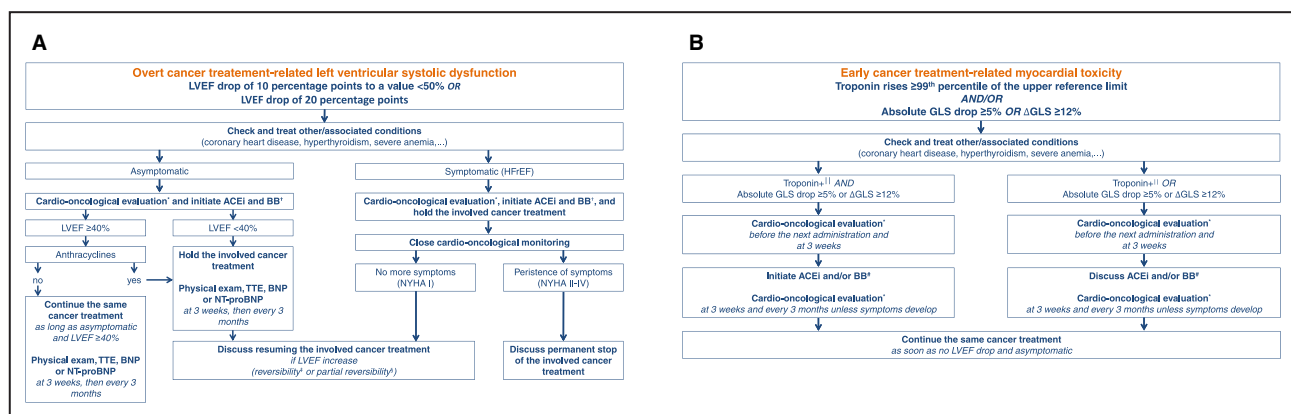 A
Overt cancer treatement-related left ventricular systolic dysfunction
LVEF drop of 10 percentage points to a value <50% OR
LVEF drop of 20 percentage points
Check and treat other/associated conditions
(coronary heart disease, hyperthyroidism, severe anemia,...)
Asymptomatic
Symptomatic (HFrEF)
Cardio-oncological evaluation* and initiate ACEi and BB†
Cardio-oncological evaluation*, initiate ACEi and BB†, and
hold the involved cancer treatment
LVEF ≥40%
LVEF <40%
Close cardio-oncological monitoring
Anthracyclines
no
yes
Hold the involved cancer
treatment
Physical exam, TTE, BNP
or NT-proBNP
at 3 weeks, then every 3
months
No more symptoms
(NYHA I)
Peristence of symptoms
(NYHA II-IV)
Continue the same
cancer treatment
as long as asymptomatic
and LVEF ≥40%
Physical exam, TTE, BNP
or NT-proBNP
at 3 weeks, then every 3
months
Discuss resuming the involved cancer treatment
if LVEF increase
(reversibility‡ or partial reversibility§)
Discuss permanent stop
of the involved cancer
treatment
B
Early cancer treatment-related myocardial toxicity
Troponin rises ≥99th percentile of the upper reference limit
AND/OR
Absolute GLS drop ≥5% OR ΔGLS ≥12%
Check and treat other/associated conditions
(coronary heart disease, hyperthyroidism, severe anemia,...)
Troponin+|| AND
Absolute GLS drop ≥5% or ΔGLS ≥12%
Troponin+|| OR
Absolute GLS drop ≥5% or ΔGLS ≥12%
Cardio-oncological evaluation*
before the next administration and
at 3 weeks
Cardio-oncological evaluation*
before the next administration and
at 3 weeks
Initiate ACEi and/or BB#
Cardio-oncological evaluation*
at 3 weeks and every 3 months unless symptoms develop
Discuss ACEi and/or BB#
Cardio-oncological evaluation*
at 3 weeks and every 3 months unless symptoms develop
Continue the same cancer treatment
as soon as no LVEF drop and asymptomatic